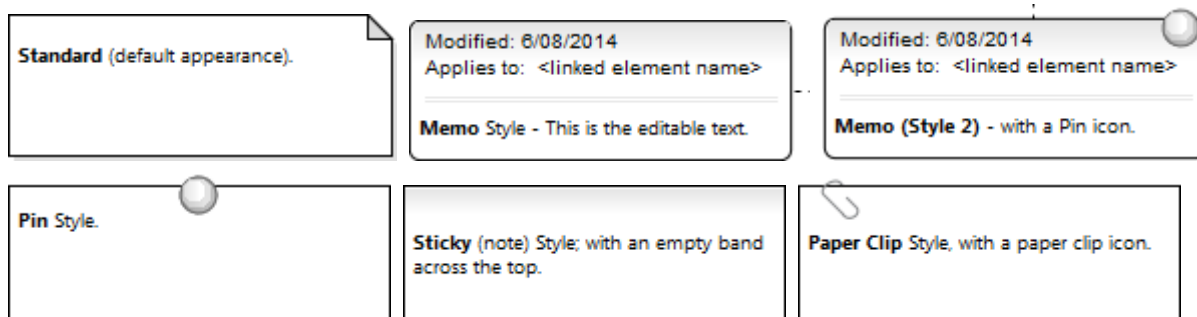 Standard (default appearance).
Modified: 6/08/2014
Applies to: <linked element name>
Memo Style - This is the editable text.
Modified: 6/08/2014
Applies to: <linked element name>
Memo (Style 2) - with a Pin icon.
Pin Style.
Sticky (note) Style; with an empty band
across the top.
Paper Clip Style, with a paper clip icon.